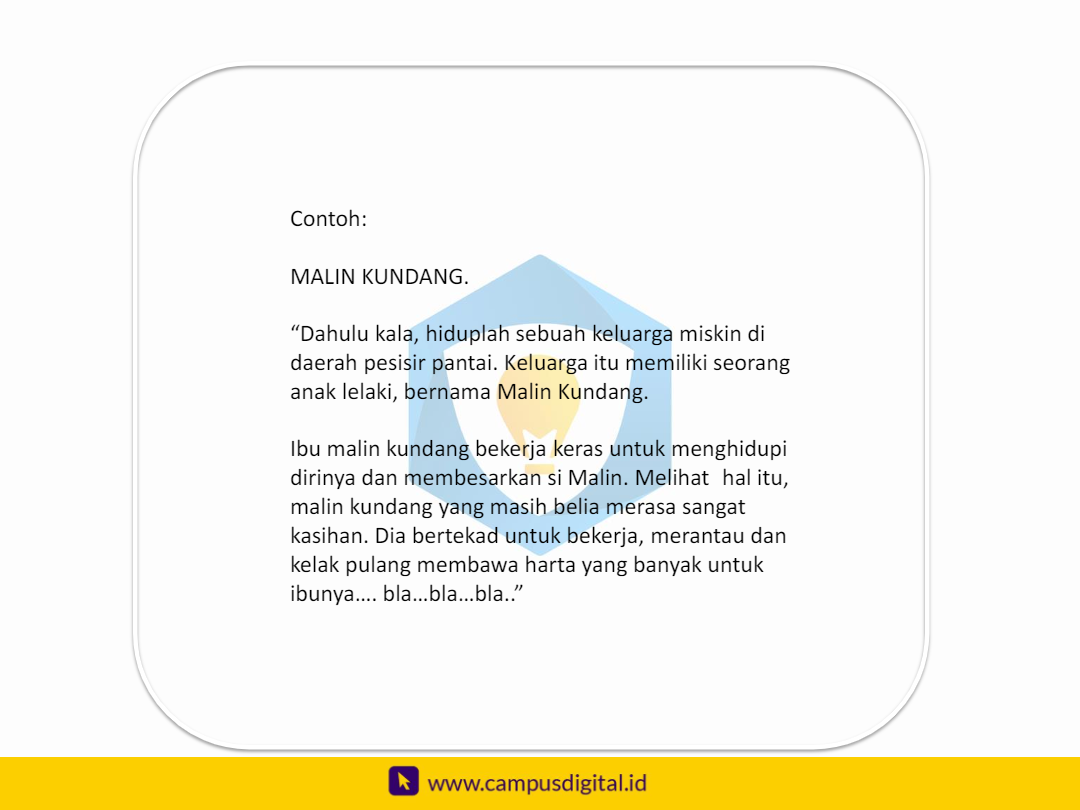 Contoh:
MALIN KUNDANG.
“Dahulu kala, hiduplah sebuah keluarga miskin di
daerah pesisir pantai. Keluarga itu memiliki seorang
anak lelaki, bernama Malin Kundang.
Ibu malin kundang bekerja keras untuk menghidupi
dirinya dan membesarkan si Malin. Melihat  hal itu,
malin kundang yang masih belia merasa sangat
kasihan. Dia bertekad untuk bekerja, merantau dan
kelak pulang membawa harta yang banyak untuk
ibunya…. bla…bla…bla..”
www.campusdigital.id